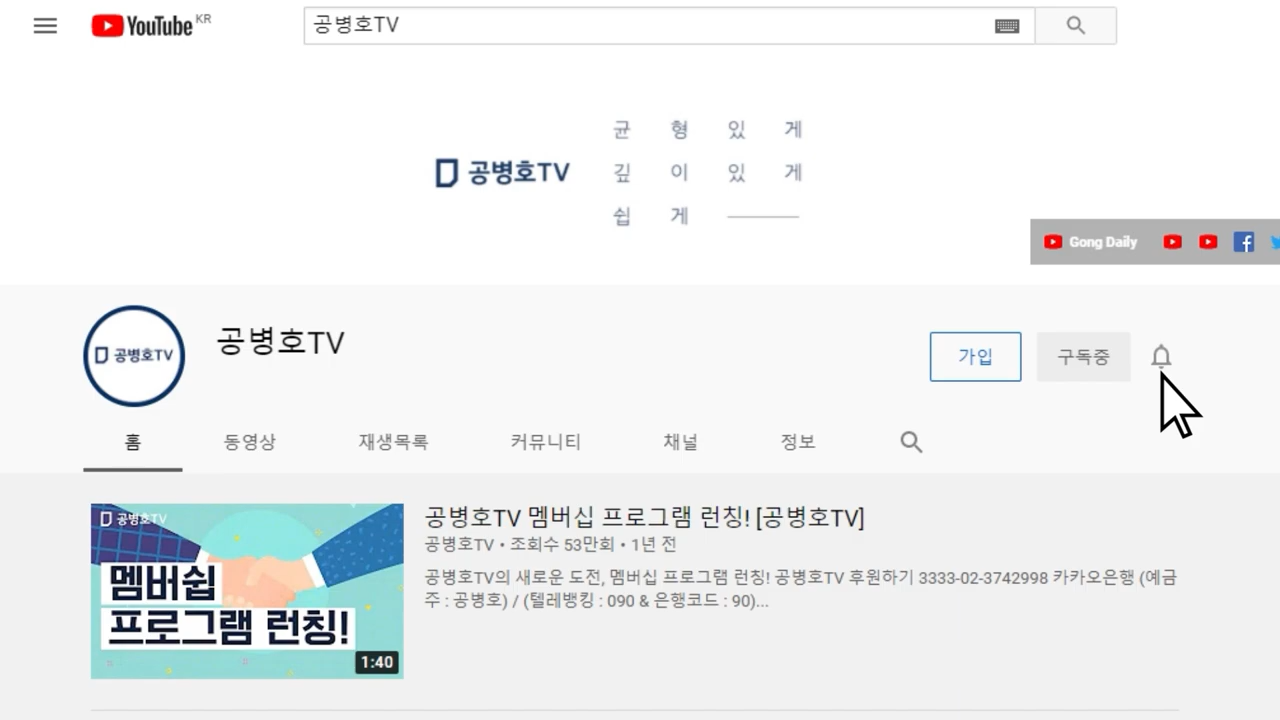 YouTube KR
공병호TV
균 형 있 게
공병호TV
깊 이 있 게
쉽 게
Gong Daily
공병호TV
공병호TV
가입
구독중
홈
동영상
재생목록
커뮤니티
채널
정보
공병호TV
멤버쉽
프로그램 런칭!
1:40
공병호TV 멤버십 프로그램 런칭! [공병호TV]
공병호TV • 조회수 53만회 • 1년 전
공병호TV의 새로운 도전, 멤버십 프로그램 런칭! 공병호TV 후원하기 3333-02-3742998 카카오은행 (예금
주 : 공병호) / (텔레뱅킹 : 090 & 은행코드 : 90)...